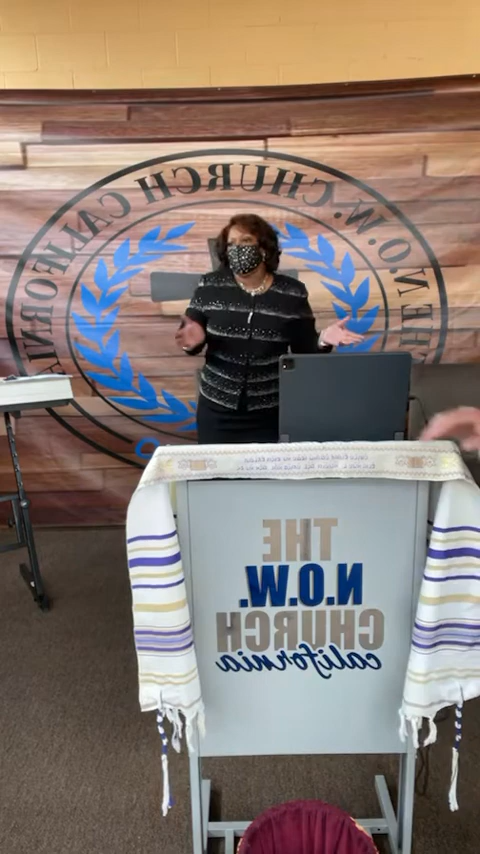 THE N.O.W. CHURCH CALIFORNIA
THE
N.O.W.
CHURCH
california